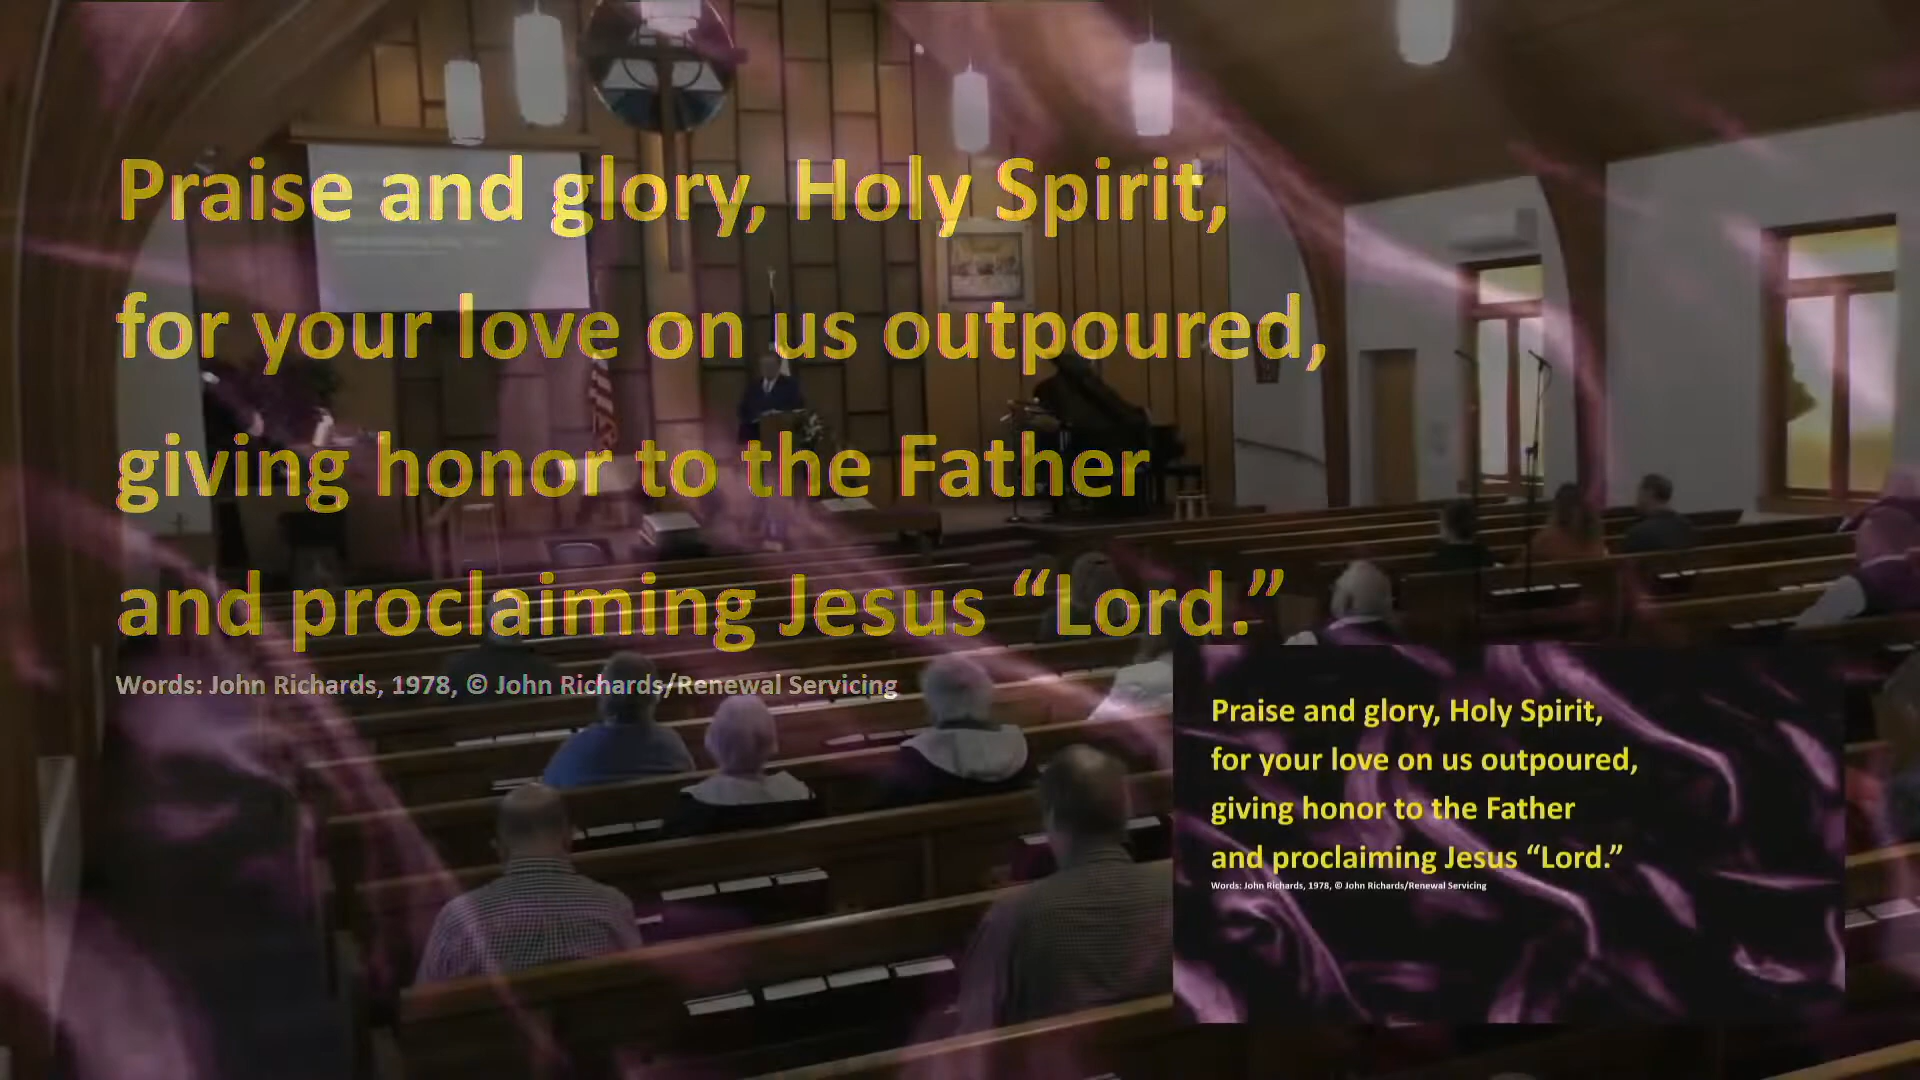 Praise and glory, Holy Spirit,
for your love on us outpoured,
giving honor to the Father
and proclaiming Jesus “Lord.”
Words: John Richards, 1978, © John Richards/Renewal Servicing
Praise and glory, Holy Spirit,
for your love on us outpoured,
giving honor to the Father
and proclaiming Jesus “Lord.”
Words: John Richards, 1978, © John Richards/Renewal Servicing